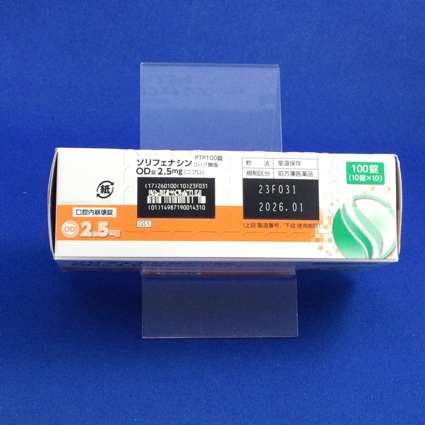 紙
ソリフェナシン コハク酸塩 PTP100錠
OD錠2.5mg「ニプロ」
(17)260100(10)23F031
(01)14987190014310
GS1
口腔内崩壊錠
OD 2.5mg
貯 法 室温保存
規制区分 処方箋医薬品
23F031
2026.01
(上段:製造番号/下段:使用期限)
100錠
(10錠×10)